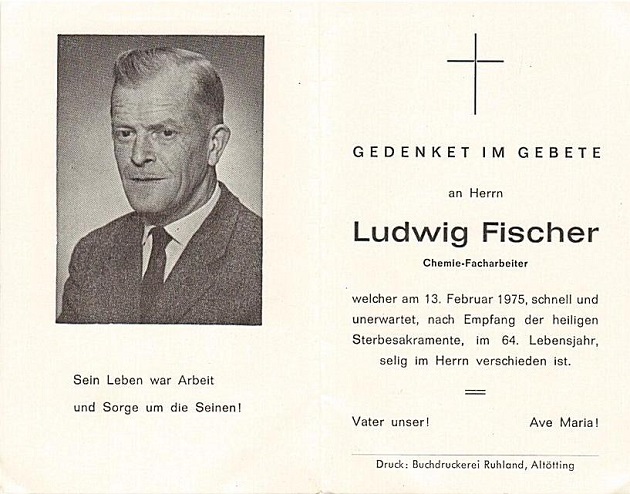 Sein Leben war Arbeit
und Sorge um die Seinen!
GEDENKET IM GEBETE
an Herrn
Ludwig Fischer
Chemie-Facharbeiter
welcher am 13. Februar 1975, schnell und
unerwartet, nach Empfang der heiligen
Sterbesakramente, im 64. Lebensjahr,
selig im Herrn verschieden ist.
Vater unser! Ave Maria!
Druck: Buchdruckerei Ruhland, Altötting